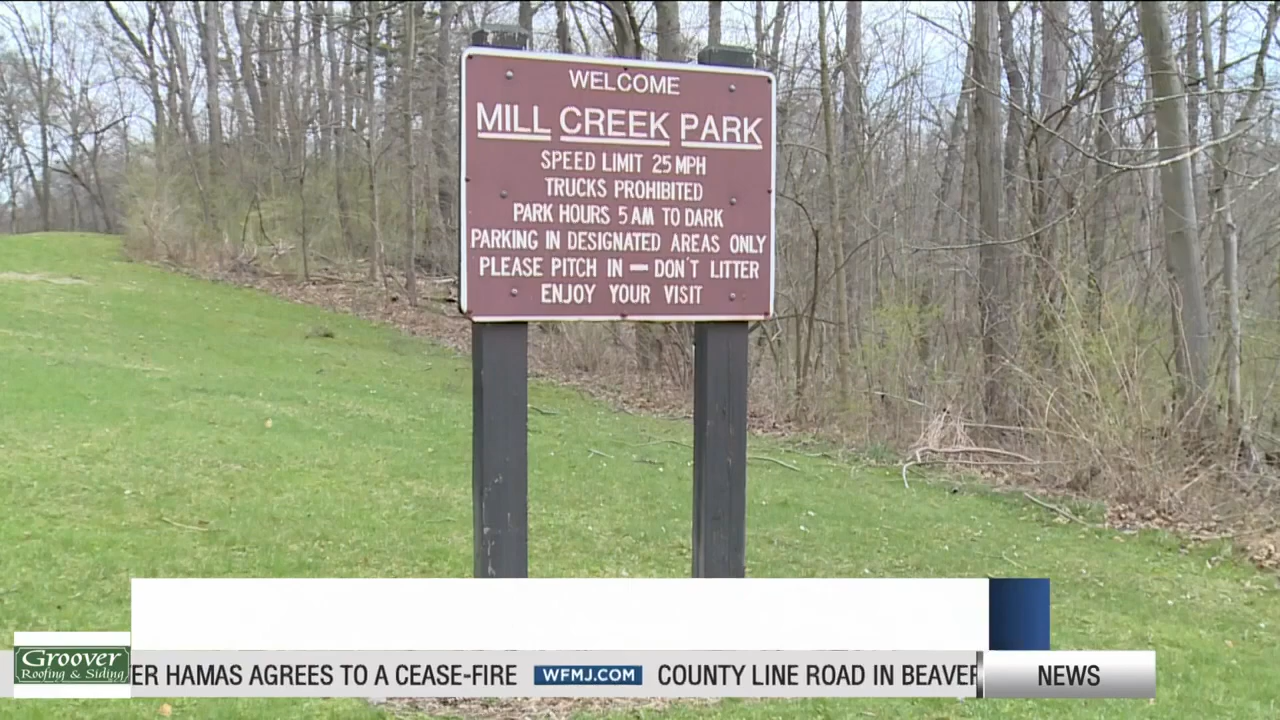 WELCOME
MILL CREEK PARK
SPEED LIMIT 25 MPH
TRUCKS PROHIBITED
PARK HOURS 5 AM TO DARK
PARKING IN DESIGNATED AREAS ONLY
PLEASE PITCH IN — DON'T LITTER
ENJOY YOUR VISIT
Groover
Roofing & Siding
ER HAMAS AGREES TO A CEASE-FIRE WFMJ.COM COUNTY LINE ROAD IN BEAVER NEWS